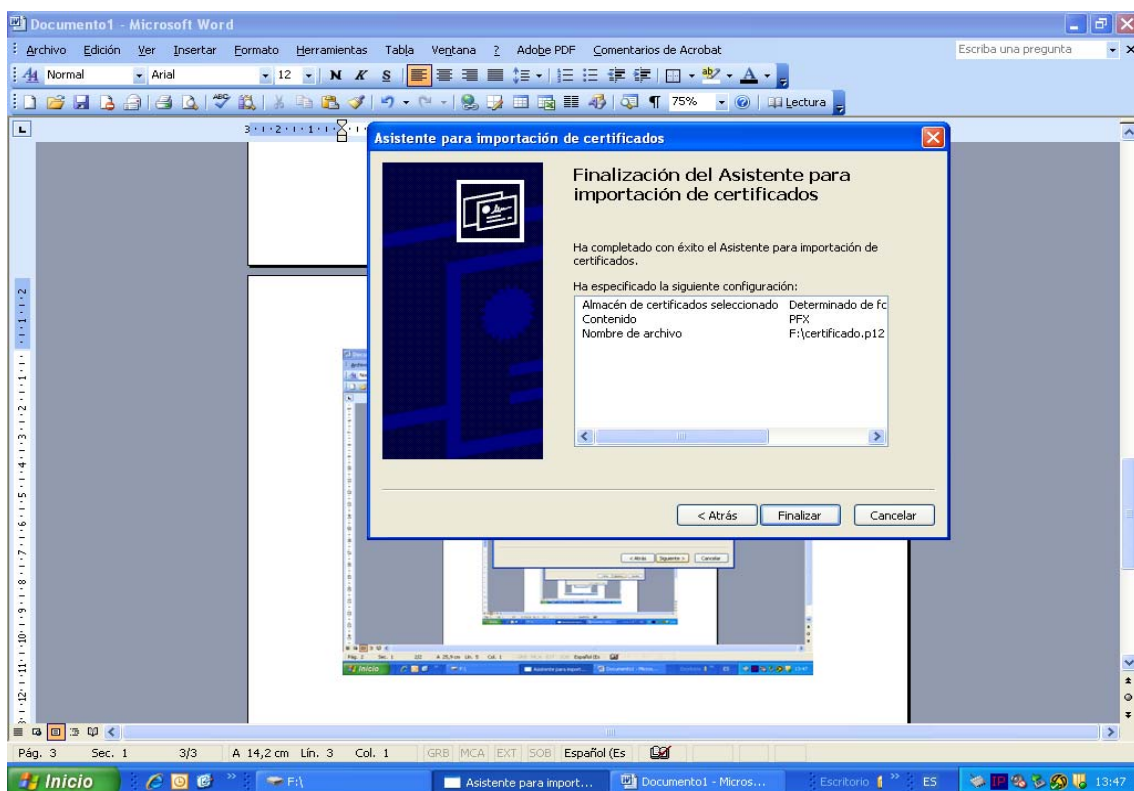 Documento1 - Microsoft Word
Archivo Edición Ver Insertar Formato Herramientas Tabla Ventana ? Adobe PDF Comentarios de Acrobat Escriba una pregunta
Normal Arial 12 N K S
75% Lectura
Asistente para importación de certificados
Finalización del Asistente para
importación de certificados
Ha completado con éxito el Asistente para importación de
certificados.
Ha especificado la siguiente configuración:
Almacén de certificados seleccionado Determinado de fc
Contenido PFX
Nombre de archivo F:\certificado.p12
< Atrás Finalizar Cancelar
< Atrás Siguiente > Cancelar
Pág. 3 Sec. 1 3/3 A 14,2 cm Lín. 3 Col. 1 GRB MCA EXT SOB Español (Es
Inicio F:\ Asistente para import... Documento1 - Micros... Escritorio ES 13:47